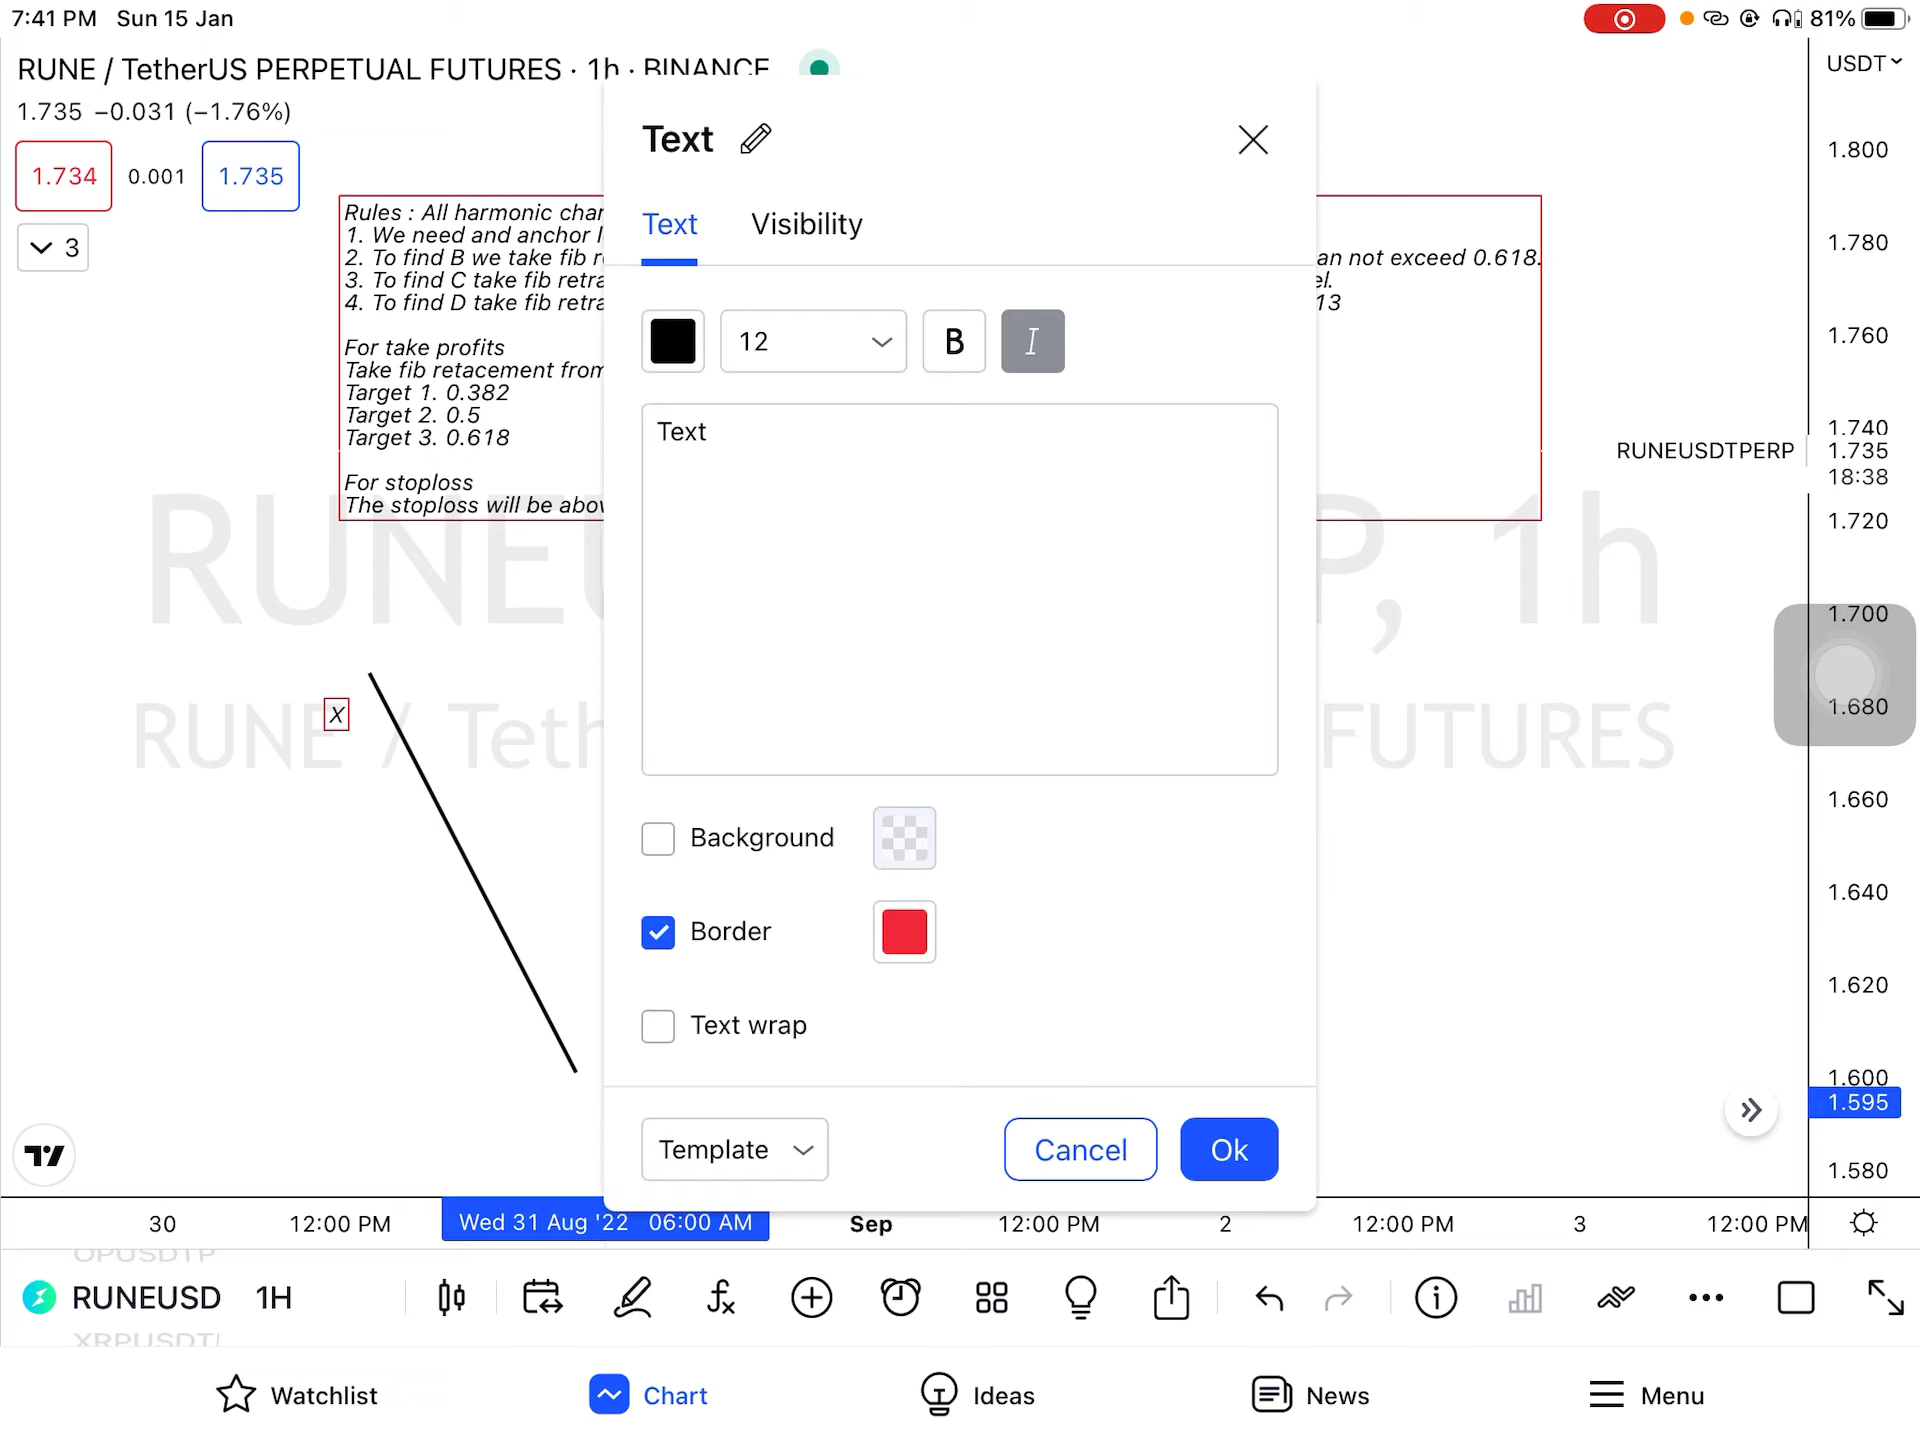 7:41 PM Sun 15 Jan
81%
RUNE / TetherUS PERPETUAL FUTURES · 1h · BINANCE
USDT
1.735 −0.031 (−1.76%)
1.734 0.001 1.735
3
Rules : All harmonic
1. We need and anchor
2. To find B we take fib
an not exceed 0.618.
3. To find C take fib
4. To find D take fib
13
For take profits
Take fib retacement from
Target 1. 0.382
Target 2. 0.5
Target 3. 0.618
For stoploss
The stoploss will be
X
Text
Text Visibility
12 B I
Text
Background
Border
Text wrap
Template Cancel Ok
1.800
1.780
1.760
1.740
RUNEUSDTPERP 1.735
18:38
1.720
1.700
1.680
1.660
1.640
1.620
1.600
1.595
1.580
RUNE P, 1h
RUNE / Teth FUTURES
30 12:00 PM Wed 31 Aug '22 06:00 AM Sep 12:00 PM 2 12:00 PM 3 12:00 PM
OPUSDTP
RUNEUSD 1H
XRPUSDT
Watchlist Chart Ideas News Menu